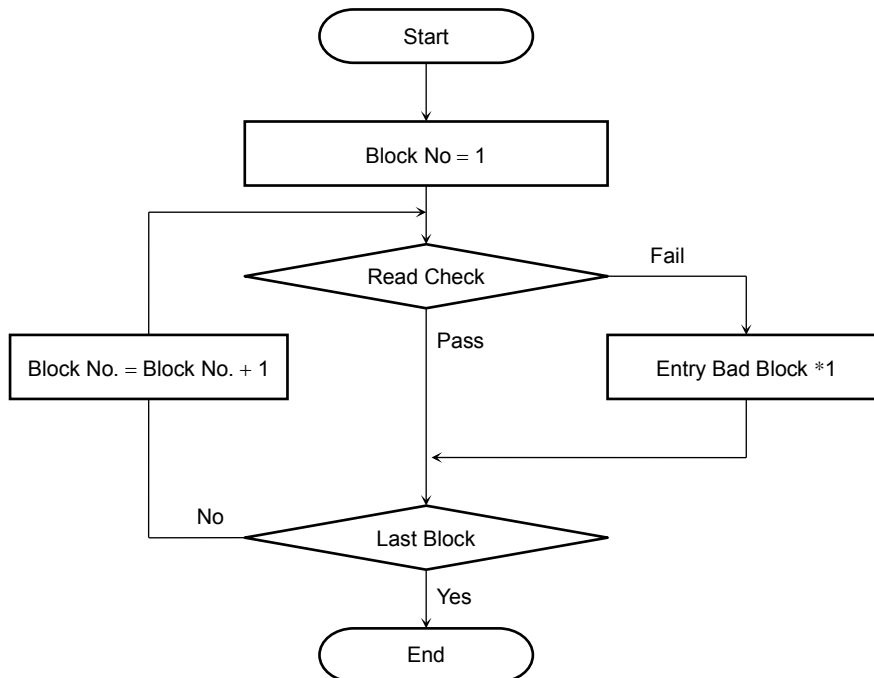 Start
Block No = 1
Read Check
Fail
Pass
Block No. = Block No. + 1
Entry Bad Block *1
No
Last Block
Yes
End